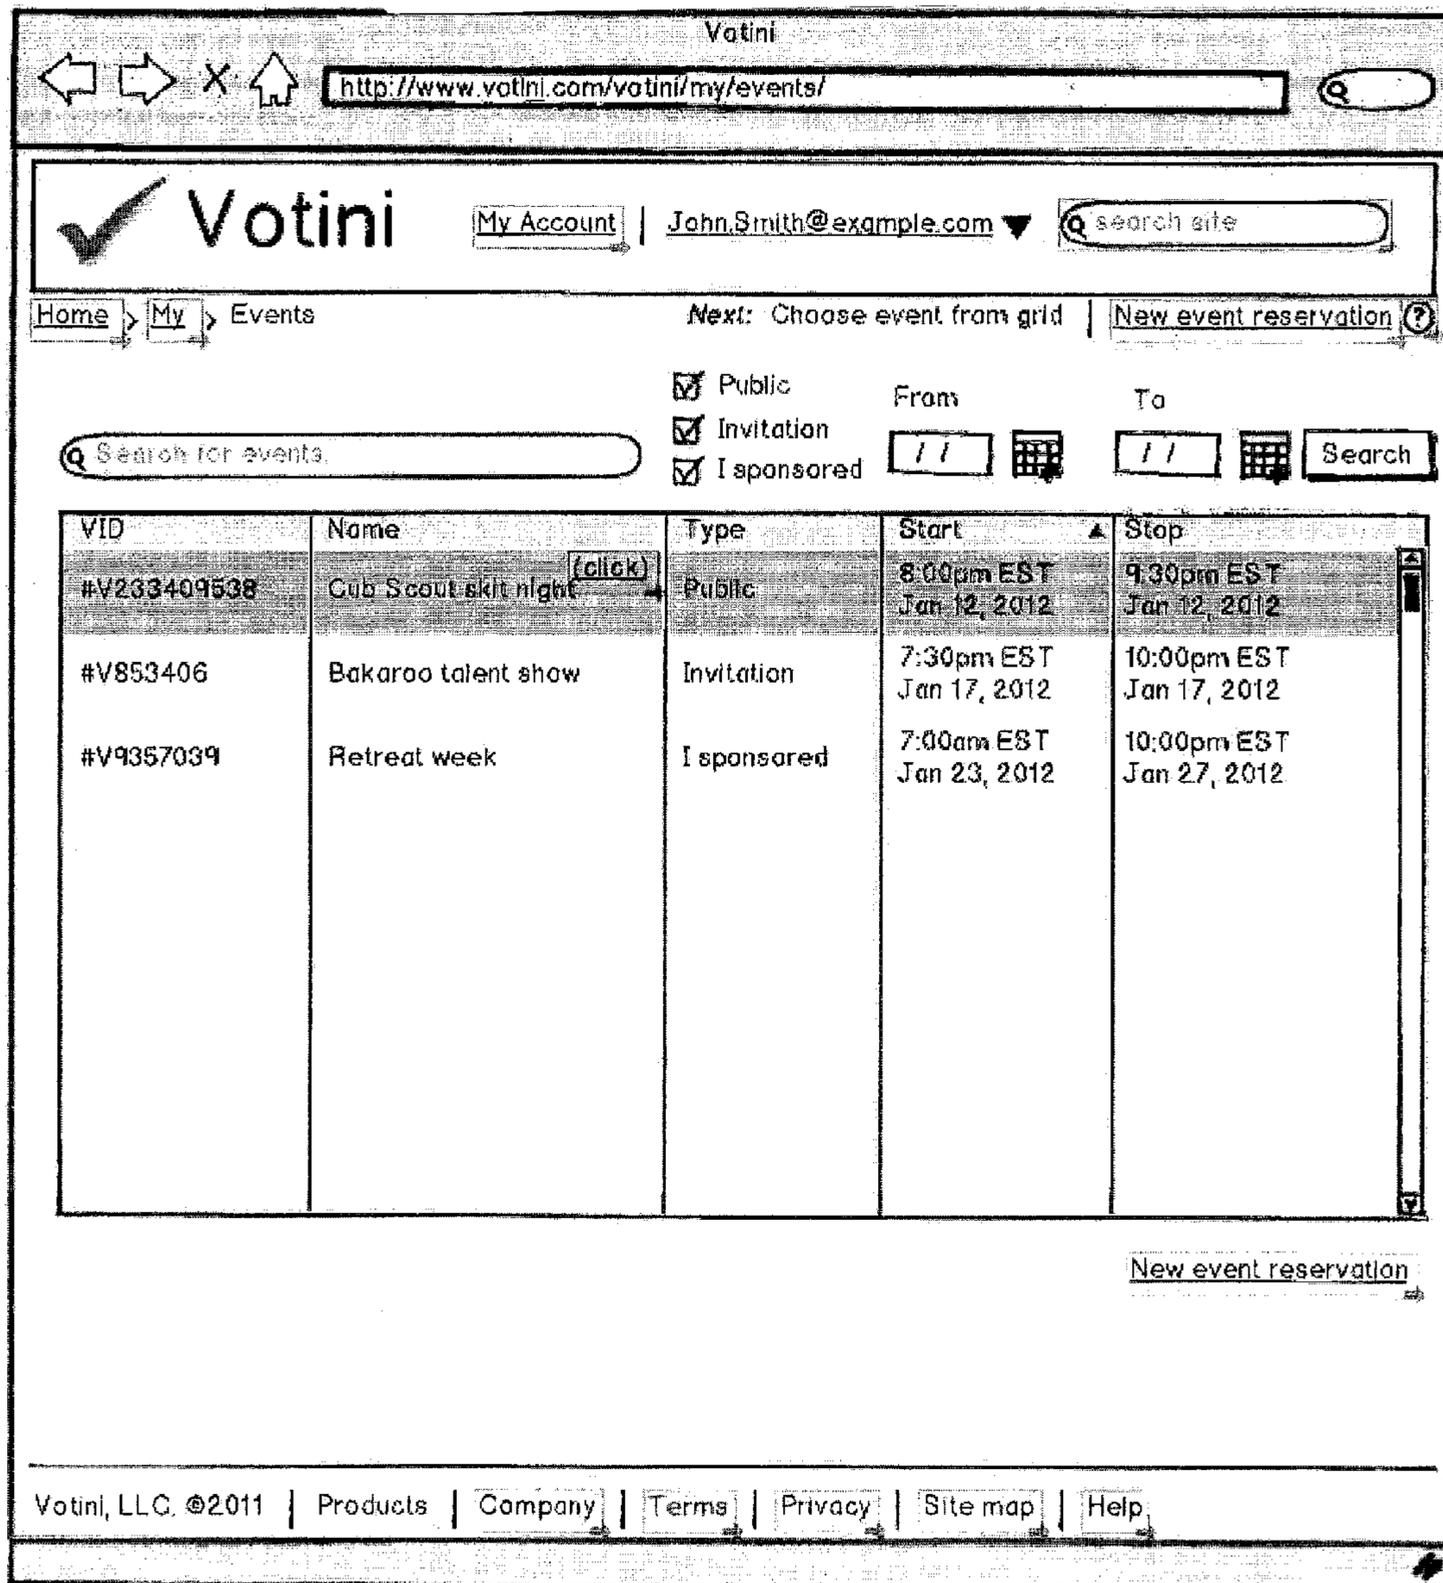 Votini
http://www.votini.com/votini/my/events/
Votini
My Account | John.Smith@example.com ▼ search site
Home > My > Events Next: Choose event from grid | New event reservation ?
Public
From To
Invitation
Search for events. / / / / Search
I sponsored
VID Name Type Start ▲ Stop
(click)
#V233409538 Cub Scout skit night Public 8:00pm EST 9:30pm EST
Jan 12, 2012 Jan 12, 2012
7:30pm EST 10:00pm EST
#V853406 Bakaroo talent show Invitation
Jan 17, 2012 Jan 17, 2012
7:00am EST 10:00pm EST
#V9357039 Retreat week I sponsored
Jan 23, 2012 Jan 27, 2012
New event reservation
Votini, LLC. ©2011 | Products | Company | Terms | Privacy | Site map | Help